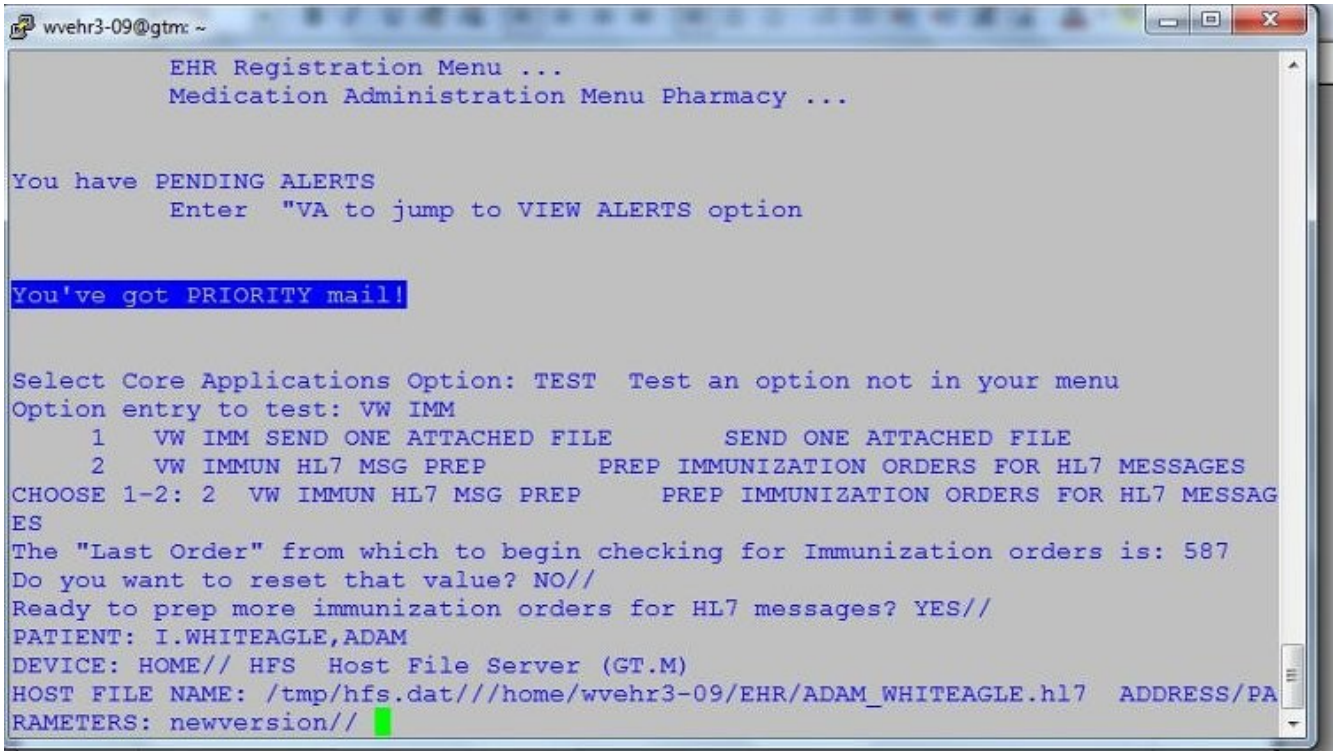 wvehr3-09@gtm: ~
EHR Registration Menu ...
Medication Administration Menu Pharmacy ...
You have PENDING ALERTS
Enter "VA to jump to VIEW ALERTS option
You've got PRIORITY mail!
Select Core Applications Option: TEST Test an option not in your menu
Option entry to test: VW IMM
1 VW IMM SEND ONE ATTACHED FILE SEND ONE ATTACHED FILE
2 VW IMMUN HL7 MSG PREP PREP IMMUNIZATION ORDERS FOR HL7 MESSAGES
CHOOSE 1-2: 2 VW IMMUN HL7 MSG PREP PREP IMMUNIZATION ORDERS FOR HL7 MESSAG
ES
The "Last Order" from which to begin checking for Immunization orders is: 587
Do you want to reset that value? NO//
Ready to prep more immunization orders for HL7 messages? YES//
PATIENT: I.WHITEAGLE,ADAM
DEVICE: HOME// HFS Host File Server (GT.M)
HOST FILE NAME: /tmp/hfs.dat///home/wvehr3-09/EHR/ADAM_WHITEAGLE.hl7 ADDRESS/PA
RAMETERS: newversion//